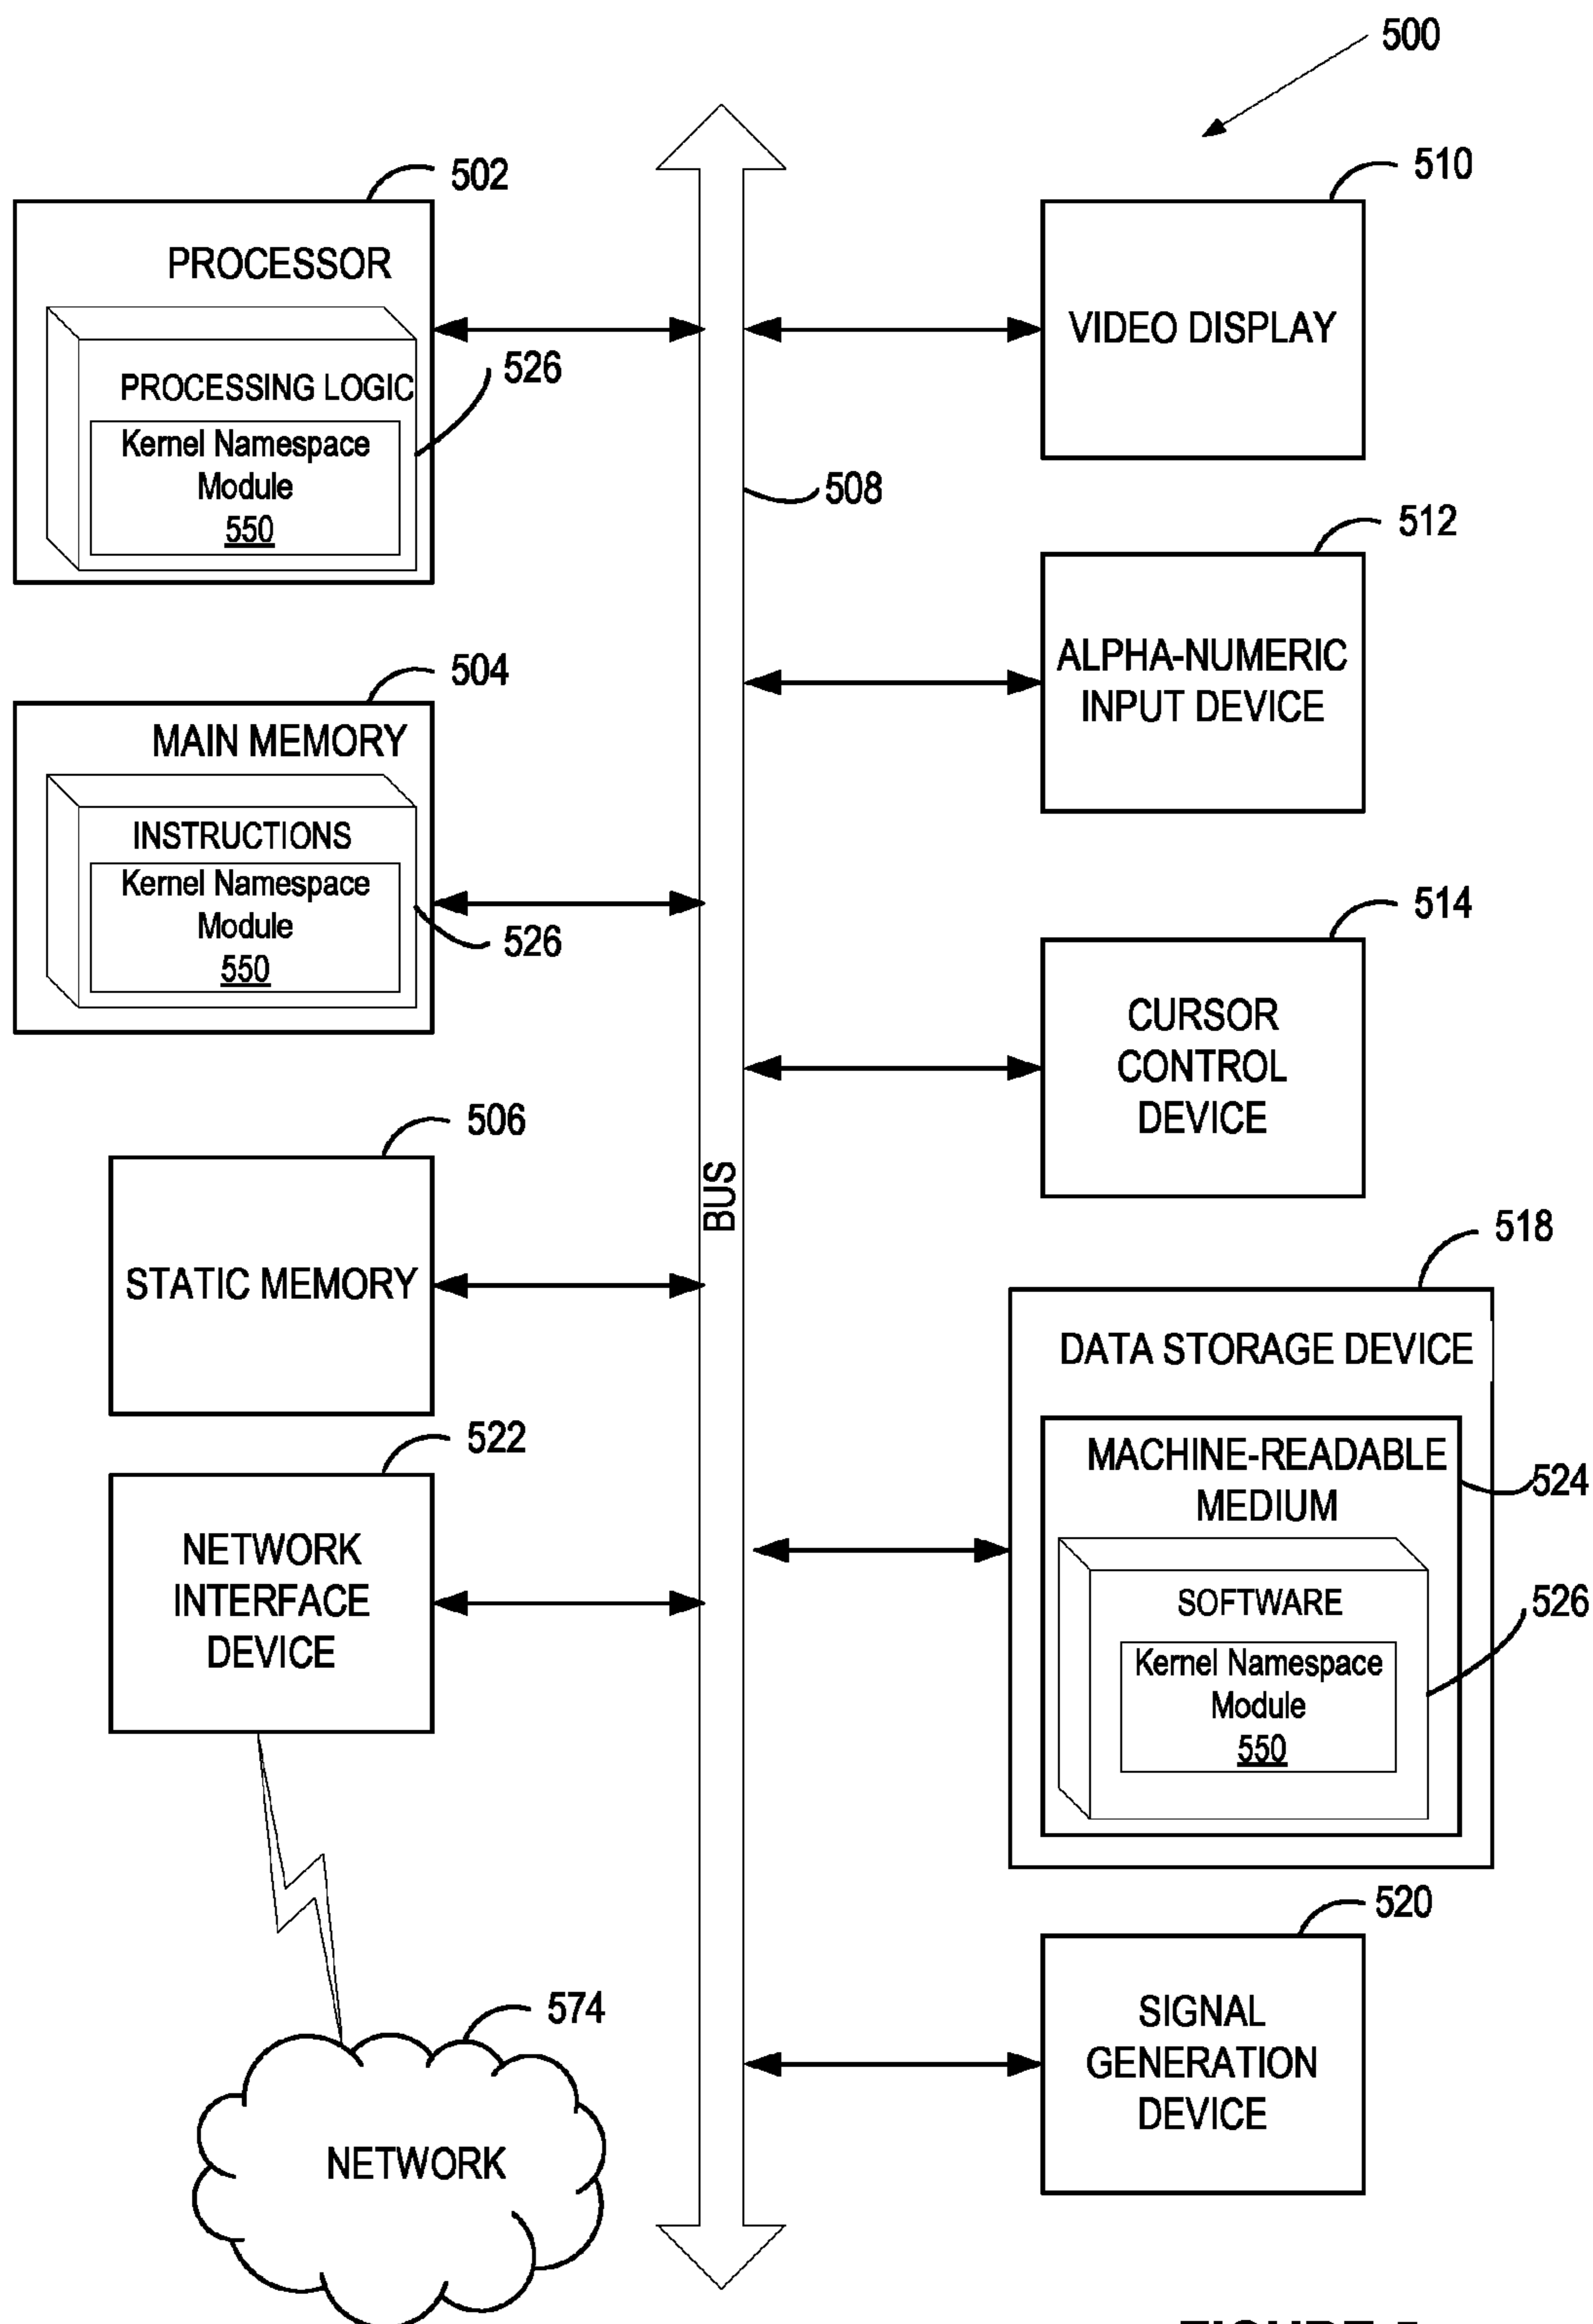 500
502
PROCESSOR
PROCESSING LOGIC
526
Kernel Namespace
Module
550
504
MAIN MEMORY
INSTRUCTIONS
Kernel Namespace
Module
550
526
506
STATIC MEMORY
522
NETWORK
INTERFACE
DEVICE
574
NETWORK
508
BUS
510
VIDEO DISPLAY
512
ALPHA-NUMERIC
INPUT DEVICE
514
CURSOR
CONTROL
DEVICE
518
DATA STORAGE DEVICE
MACHINE-READABLE
MEDIUM
524
SOFTWARE
526
Kernel Namespace
Module
550
520
SIGNAL
GENERATION
DEVICE